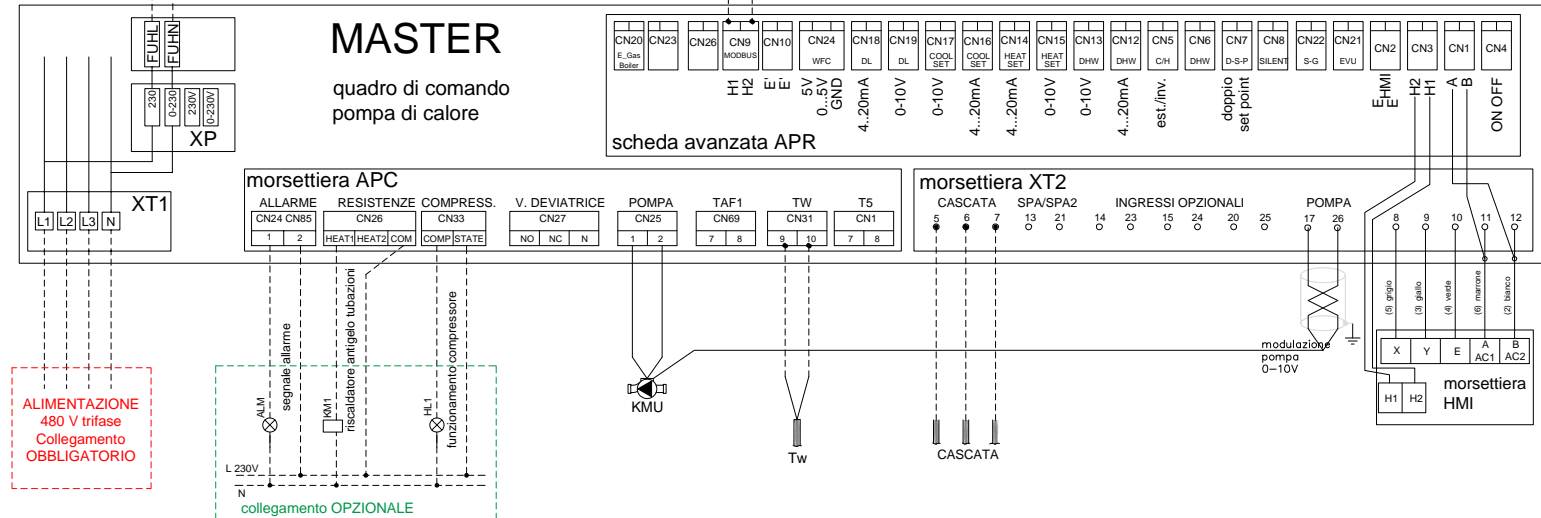 MASTER
quadro di comando
pompa di calore
FUHL
FUHN
230
0-230
230V
0-230V
XP
XT1
L1 L2 L3 N
CN20 CN23 CN26 CN9 CN10 CN24 CN18 CN19 CN17 CN16 CN14 CN15 CN13 CN12 CN5 CN6 CN7 CN8 CN22 CN21 CN2 CN3 CN1 CN4
E_Gas
Boiler
MODBUS
WFC
DL
DL
COOL
SET
COOL
SET
HEAT
SET
HEAT
SET
DHW
DHW
C/H
DHW
D-S-P
SILENT
S-G
EVU
H1
H2
E'
E'
5V
0...5V
GND
4..20mA
0-10V
0-10V
4...20mA
4...20mA
0-10V
0-10V
4...20mA
est./inv.
doppio
set point
E
HMI
E
H2
H1
A
B
ON OFF
scheda avanzata APR
morsettiera APC
ALLARME RESISTENZE COMPRESS. V. DEVIATRICE POMPA TAF1 TW T5
CN24 CN85 CN26 CN33 CN27 CN25 CN69 CN31 CN1
1 2 HEAT1 HEAT2 COM COMP STATE NO NC N 1 2 7 8 9 10 7 8
morsettiera XT2
CASCATA SPA/SPA2 INGRESSI OPZIONALI POMPA
5 6 7 13 21 14 23 15 24 20 25 17 26 8 9 10 11 12
(5) grigio
(3) giallo
(4) verde
(6) marrone
(2) bianco
X Y E A B
AC1 AC2
morsettiera
HMI
H1 H2
modulazione
pompa
0-10V
segnale allarme
riscaldatore antigelo tubazioni
funzionamento compressore
ALM
KM1
HL1
KMU
Tw
CASCATA
L 230V
N
collegamento OPZIONALE
ALIMENTAZIONE
480 V trifase
Collegamento
OBBLIGATORIO